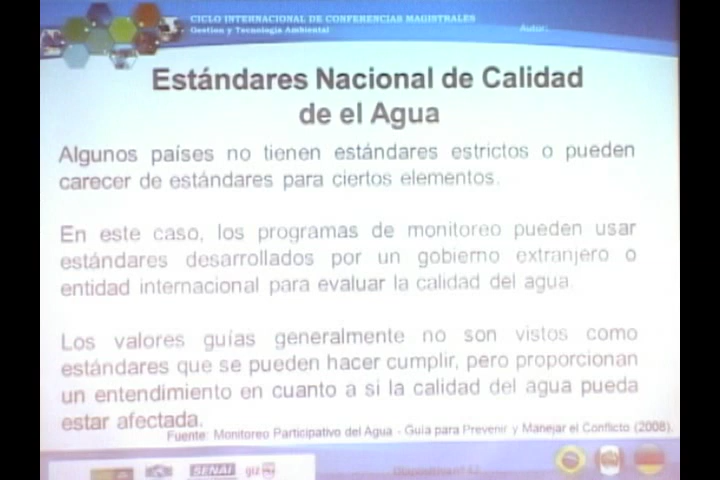 CICLO INTERNACIONAL DE CONFERENCIAS MAGISTRALES
Gestion y Tecnologia Ambiental
Autor:
Estándares Nacional de Calidad
de el Agua
Algunos países no tienen estándares estrictos o pueden
carecer de estándares para ciertos elementos.
En este caso, los programas de monitoreo pueden usar
estándares desarrollados por un gobierno extranjero o
entidad internacional para evaluar la calidad del agua.
Los valores guías generalmente no son vistos como
estándares que se pueden hacer cumplir, pero proporcionan
un entendimiento en cuanto a si la calidad del agua pueda
estar afectada.
Fuente: Monitoreo Participativo del Agua - Guía para Prevenir y Manejar el Conflicto (2008).
SENAI giz